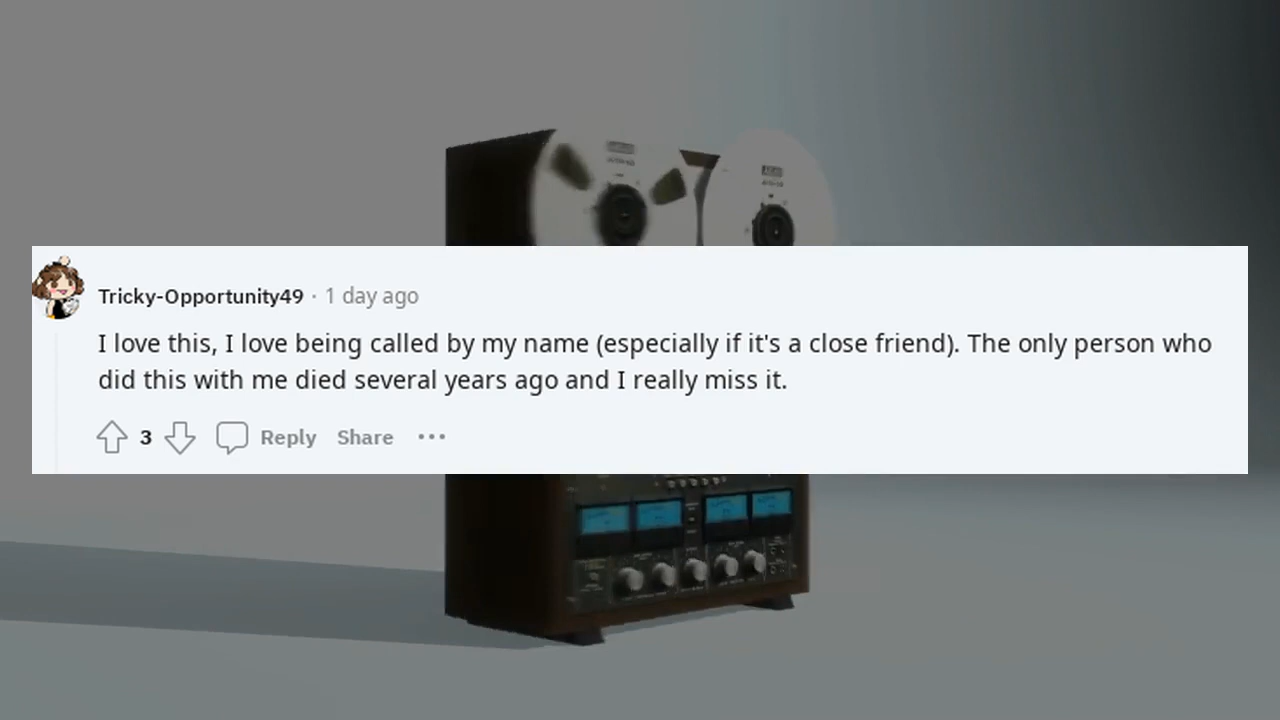 Tricky-Opportunity49 · 1 day ago
I love this, I love being called by my name (especially if it's a close friend). The only person who
did this with me died several years ago and I really miss it.
3 Reply Share ...